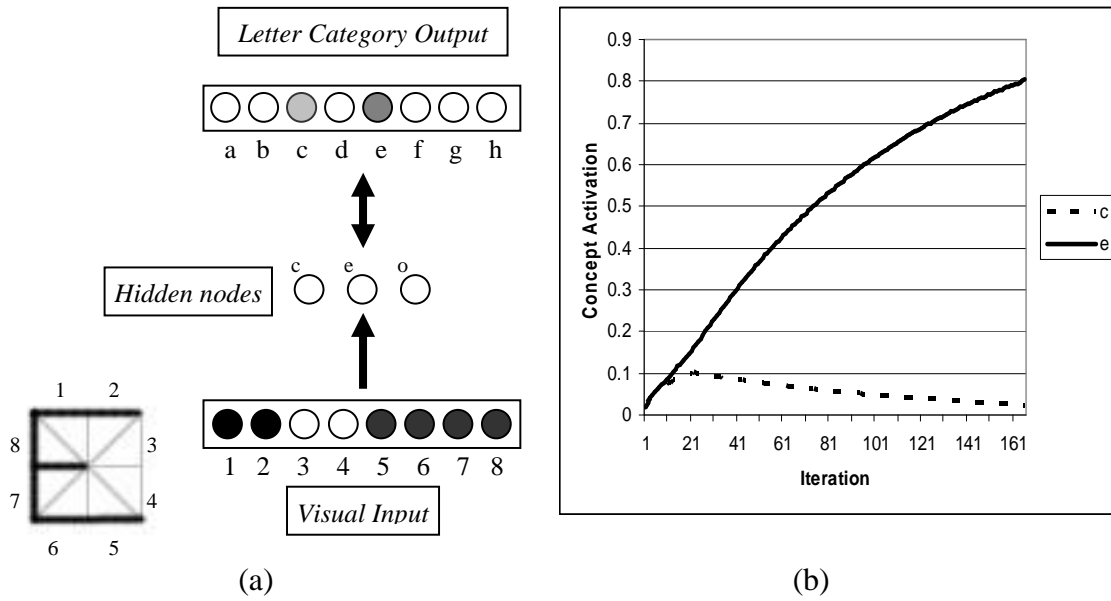 Letter Category Output
a b c d e f g h
c e o
Hidden nodes
1 2
8 3
7 4
6 5
1 2 3 4 5 6 7 8
Visual Input
(a)
0.9
0.8
0.7
0.6
0.5
0.4
0.3
0.2
0.1
0
Concept Activation
1 21 41 61 81 101 121 141 161
Iteration
c
e
(b)